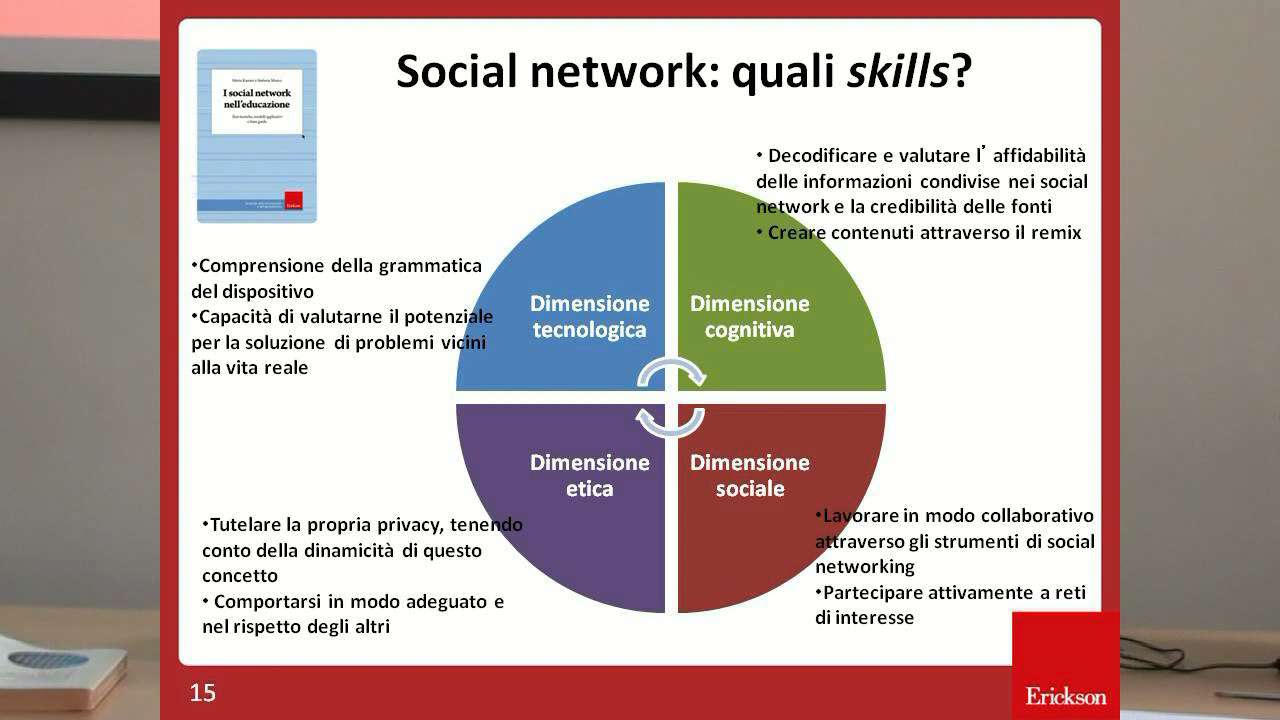 Social network: quali skills?
I social network
nell'educazione
Erickson
• Decodificare e valutare l' affidabilità
delle informazioni condivise nei social
network e la credibilità delle fonti
• Creare contenuti attraverso il remix
•Comprensione della grammatica
del dispositivo
•Capacità di valutarne il potenziale
per la soluzione di problemi vicini
alla vita reale
Dimensione
tecnologica
Dimensione
cognitiva
Dimensione
etica
Dimensione
sociale
•Tutelare la propria privacy, tenendo
conto della dinamicità di questo
concetto
• Comportarsi in modo adeguato e
nel rispetto degli altri
•Lavorare in modo collaborativo
attraverso gli strumenti di social
networking
•Partecipare attivamente a reti
di interesse
15
Erickson